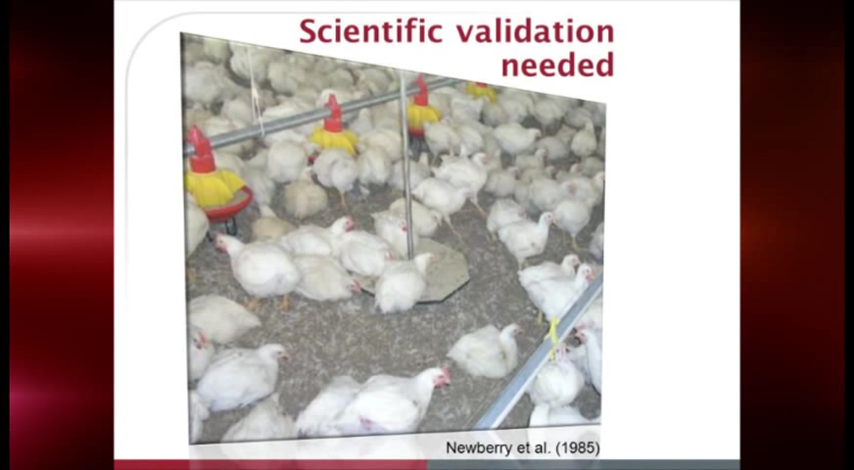 Scientific validation
needed
Newberry et al. (1985)